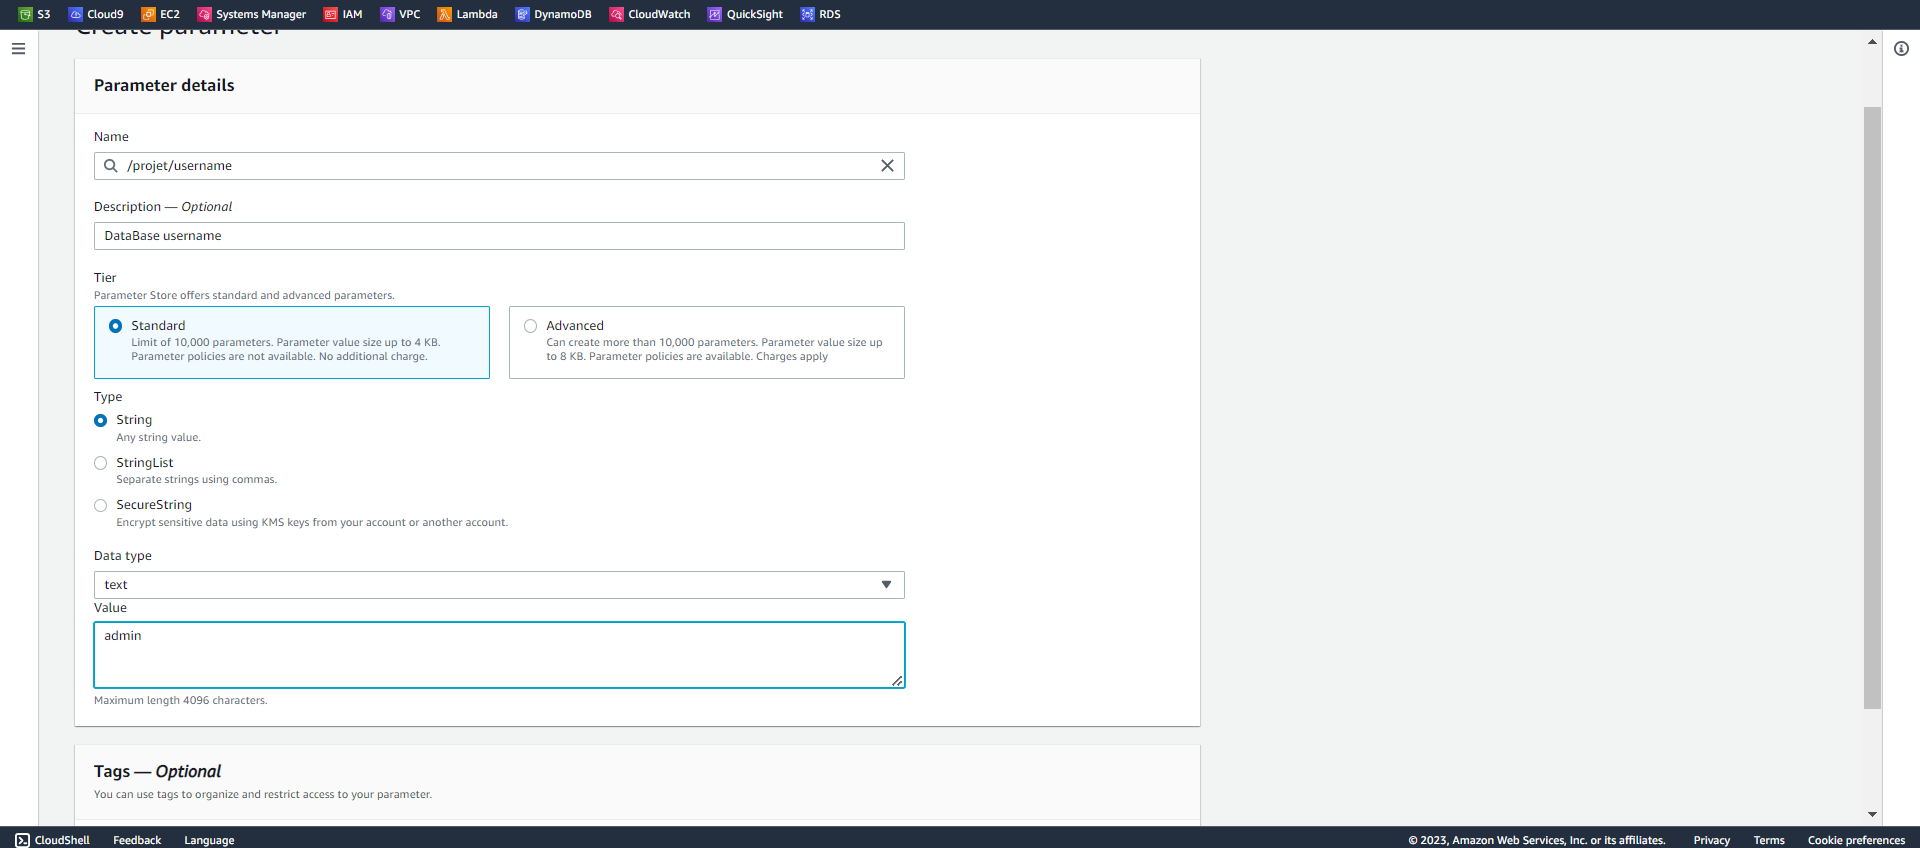 S3 Cloud9 EC2 Systems Manager IAM VPC Lambda DynamoDB CloudWatch QuickSight RDS
Create parameter
Parameter details
Name
/projet/username
Description — Optional
DataBase username
Tier
Parameter Store offers standard and advanced parameters.
Standard
Limit of 10,000 parameters. Parameter value size up to 4 KB.
Parameter policies are not available. No additional charge.
Advanced
Can create more than 10,000 parameters. Parameter value size up
to 8 KB. Parameter policies are available. Charges apply
Type
String
Any string value.
StringList
Separate strings using commas.
SecureString
Encrypt sensitive data using KMS keys from your account or another account.
Data type
text
Value
admin
Maximum length 4096 characters.
Tags — Optional
You can use tags to organize and restrict access to your parameter.
CloudShell Feedback Language © 2023, Amazon Web Services, Inc. or its affiliates. Privacy Terms Cookie preferences